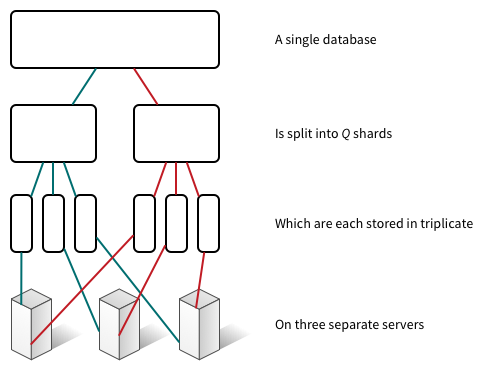 A single database
Is split into Q shards
Which are each stored in triplicate
On three separate servers